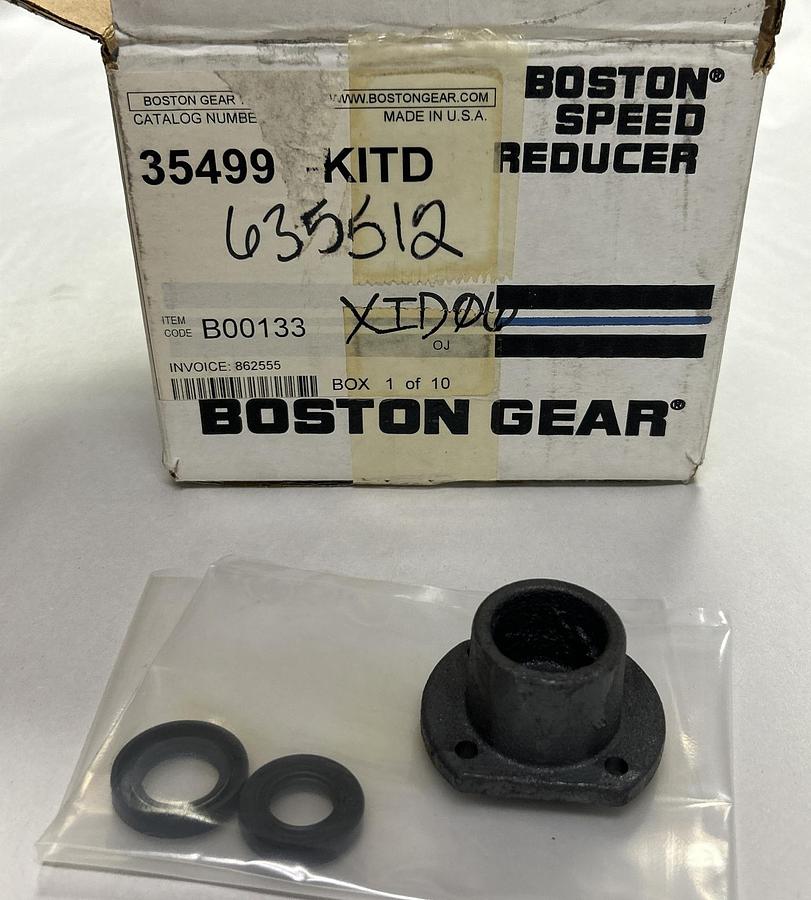 BOSTON GEAR WWW.BOSTONGEAR.COM
CATALOG NUMBE MADE IN U.S.A.
35499 -KITD
635512
ITEM
CODE B00133
XID06
OJ
INVOICE: 862555
BOX 1 of 10
BOSTON®
SPEED
REDUCER
BOSTON GEAR®